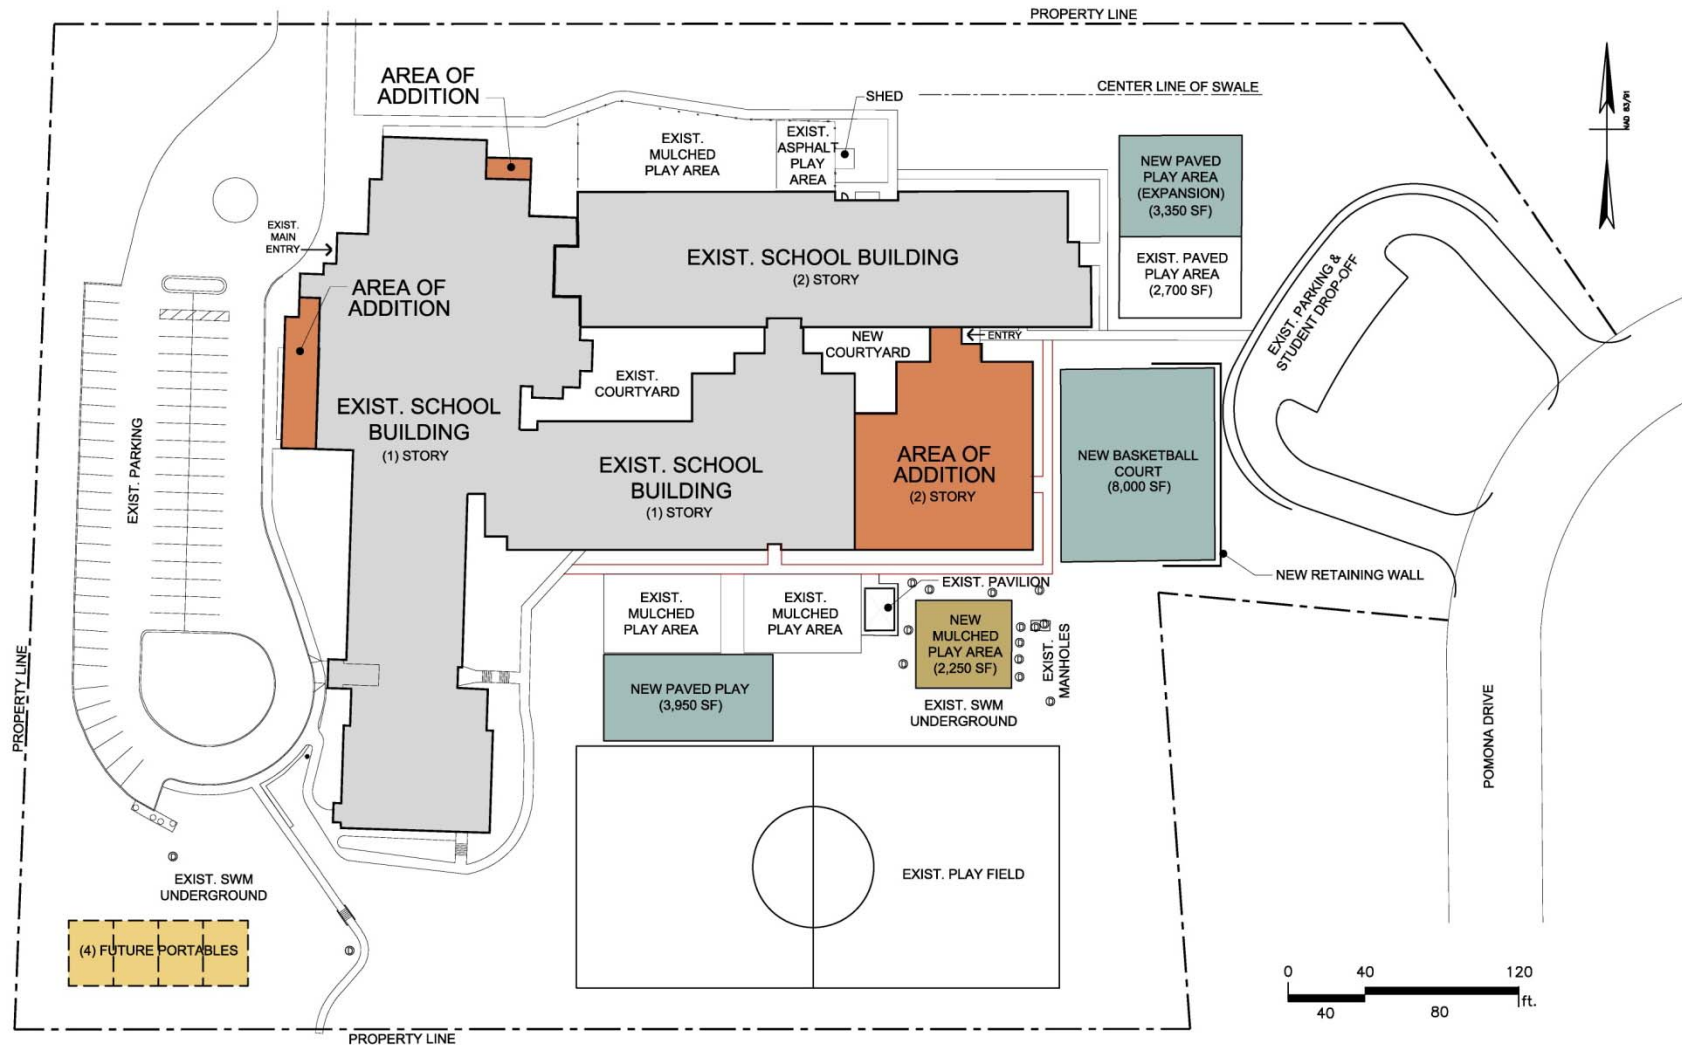 PROPERTY LINE
AREA OF
ADDITION
SHED
CENTER LINE OF SWALE
NAD 83/91
EXIST.
MULCHED
PLAY AREA
EXIST.
ASPHALT
PLAY
AREA
NEW PAVED
PLAY AREA
(EXPANSION)
(3,350 SF)
EXIST.
MAIN
ENTRY
EXIST. SCHOOL BUILDING
(2) STORY
EXIST. PAVED
PLAY AREA
(2,700 SF)
AREA OF
ADDITION
EXIST. PARKING &
STUDENT DROP-OFF
NEW
COURTYARD
ENTRY
EXIST.
COURTYARD
EXIST. SCHOOL
BUILDING
(1) STORY
EXIST. PARKING
EXIST. SCHOOL
BUILDING
(1) STORY
AREA OF
ADDITION
(2) STORY
NEW BASKETBALL
COURT
(8,000 SF)
EXIST. PAVILION
NEW RETAINING WALL
EXIST.
MULCHED
PLAY AREA
EXIST.
MULCHED
PLAY AREA
NEW
MULCHED
PLAY AREA
(2,250 SF)
EXIST.
MANHOLES
PROPERTY LINE
NEW PAVED PLAY
(3,950 SF)
EXIST. SWM
UNDERGROUND
POMONA DRIVE
EXIST. PLAY FIELD
EXIST. SWM
UNDERGROUND
(4) FUTURE PORTABLES
0 40 120
ft.
40 80
PROPERTY LINE